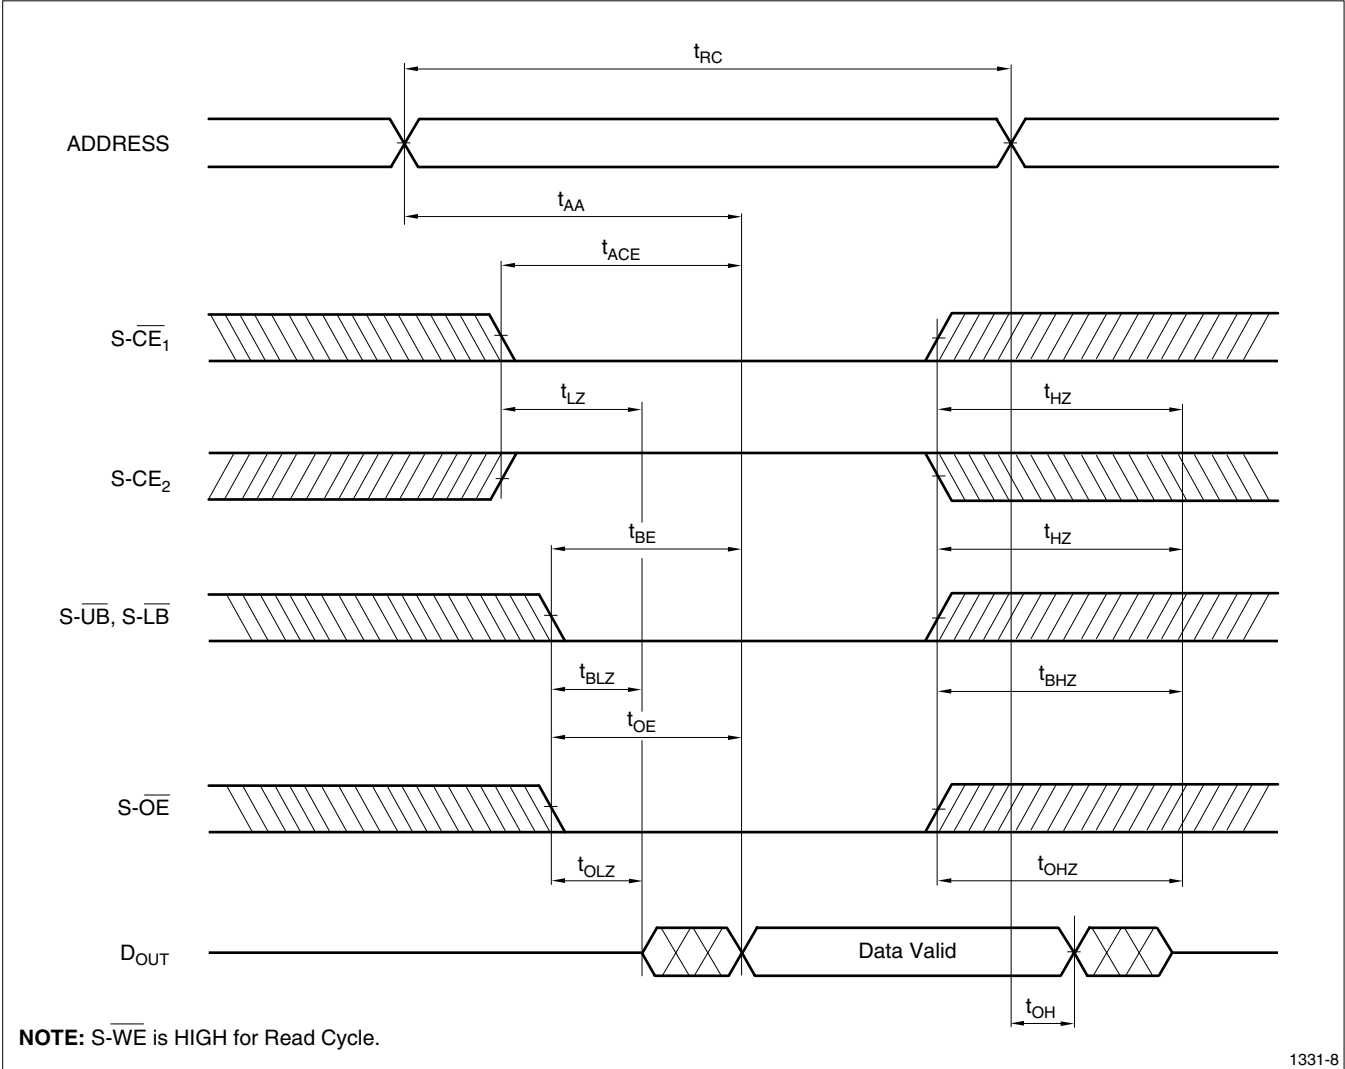 tRC
ADDRESS
tAA
tACE
S-CE1
tLZ
tHZ
S-CE2
tBE
tHZ
S-UB, S-LB
tBLZ
tBHZ
tOE
S-OE
tOLZ
tOHZ
DOUT
Data Valid
tOH
NOTE: S-WE is HIGH for Read Cycle.
1331-8